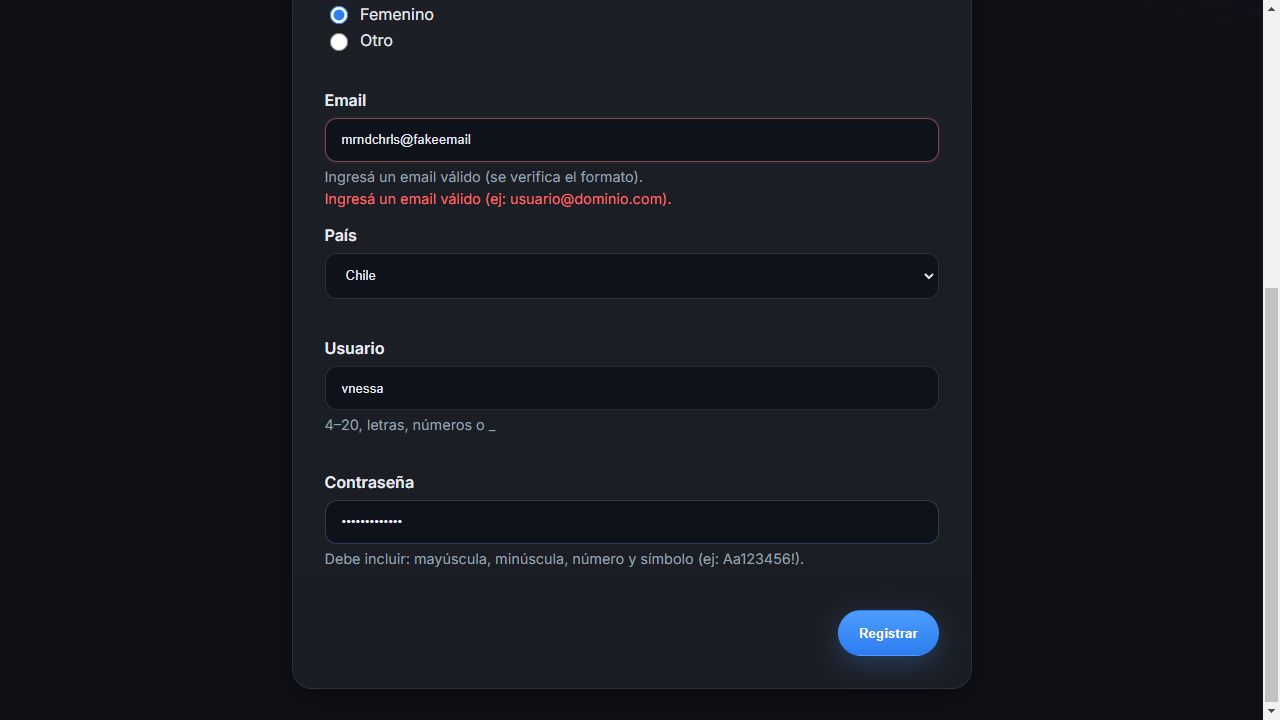 Femenino
Otro
Email
mrndchrls@fakeemail
Ingresá un email válido (se verifica el formato).
Ingresá un email válido (ej: usuario@dominio.com).
País
Chile
Usuario
vnessa
4–20, letras, números o _
Contraseña
•••••••••••••
Debe incluir: mayúscula, minúscula, número y símbolo (ej: Aa123456!).
Registrar